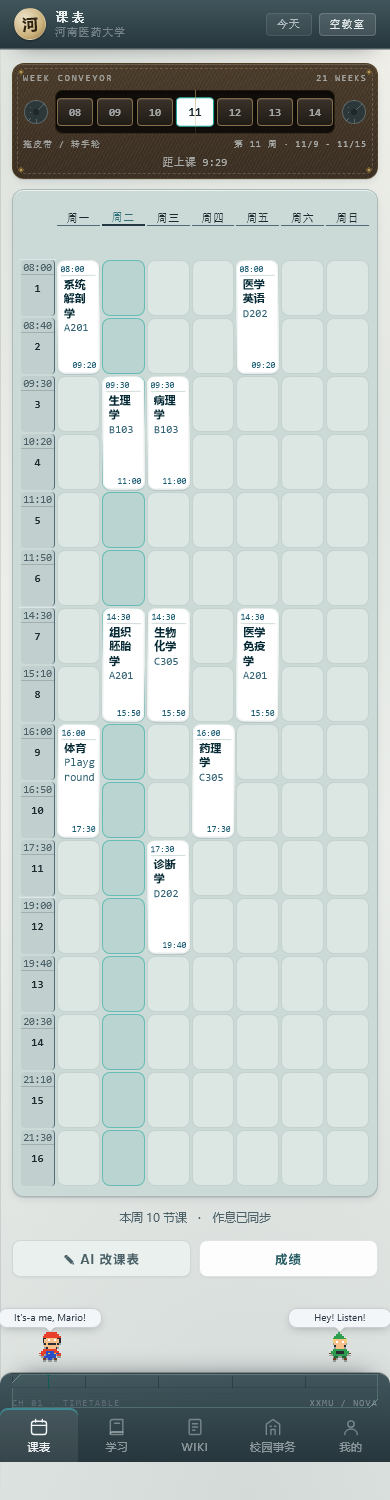 河
课表
河南医药大学
今天
空教室
WEEK CONVEYOR
21 WEEKS
08 09 10 11 12 13 14
拖皮带 / 转手轮
第 11 周 · 11/9 - 11/15
距上课 9:29
周一 周二 周三 周四 周五 周六 周日
08:00
1
08:40
2
09:30
3
10:20
4
11:10
5
11:50
6
14:30
7
15:10
8
16:00
9
16:50
10
17:30
11
19:00
12
19:40
13
20:30
14
21:10
15
21:30
16
08:00
系统
解剖
学
A201
09:20
16:00
体育
Playg
round
17:30
09:30
生理
学
B103
11:00
14:30
组织
胚胎
学
A201
15:50
09:30
病理
学
B103
11:00
14:30
生物
化学
C305
15:50
17:30
诊断
学
D202
19:40
16:00
药理
学
C305
17:30
08:00
医学
英语
D202
09:20
14:30
医学
免疫
学
A201
15:50
本周 10 节课 · 作息已同步
AI 改课表
成绩
It's-a me, Mario!
Hey! Listen!
CH 01 · TIMETABLE
XXMU / NOVA
课表
学习
WIKI
校园事务
我的